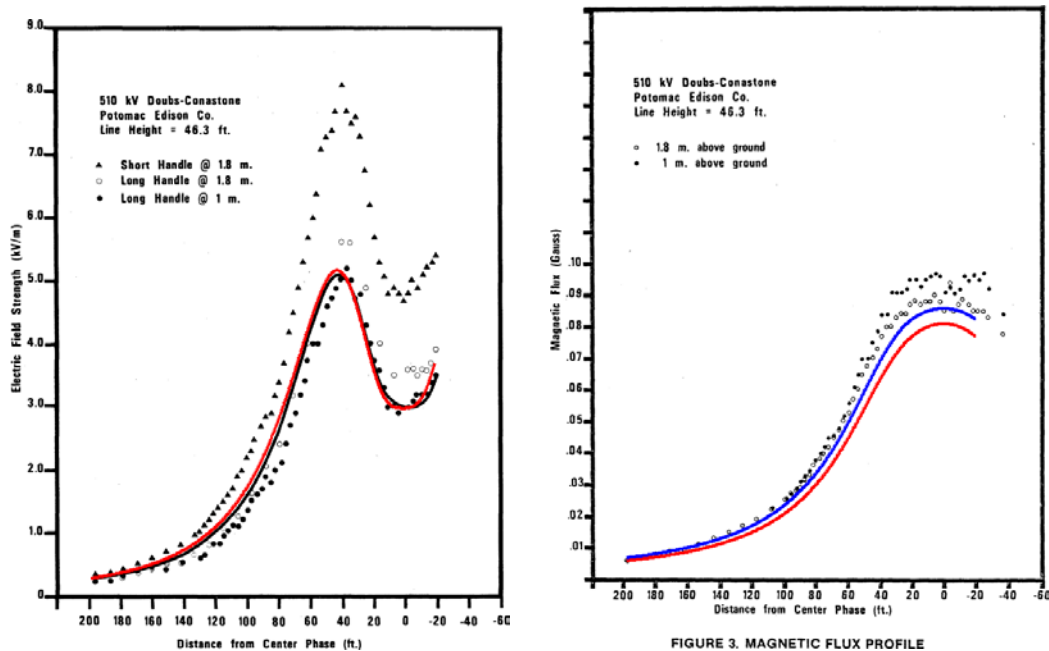 9.0
8.0
7.0
6.0
5.0
4.0
3.0
2.0
1.0
0
Electric Field Strength (kV/m)
510 kV Doubs-Conastone
Potomac Edison Co.
Line Height = 46.3 ft.
▲ Short Handle @ 1.8 m.
○ Long Handle @ 1.8 m.
● Long Handle @ 1 m.
200 180 160 140 120 100 80 60 40 20 0 -20 -40 -60
Distance from Center Phase (ft.)
510 kV Doubs-Conastone
Potomac Edison Co.
Line Height = 46.3 ft.
○ 1.8 m. above ground
● 1 m. above ground
Magnetic Flux (Gauss)
.10
.09
.08
.07
.06
.05
.04
.03
.02
.01
200 180 160 140 120 100 80 60 40 20 0 -20 -40 -60
Distance from Center Phase (ft.)
FIGURE 3. MAGNETIC FLUX PROFILE